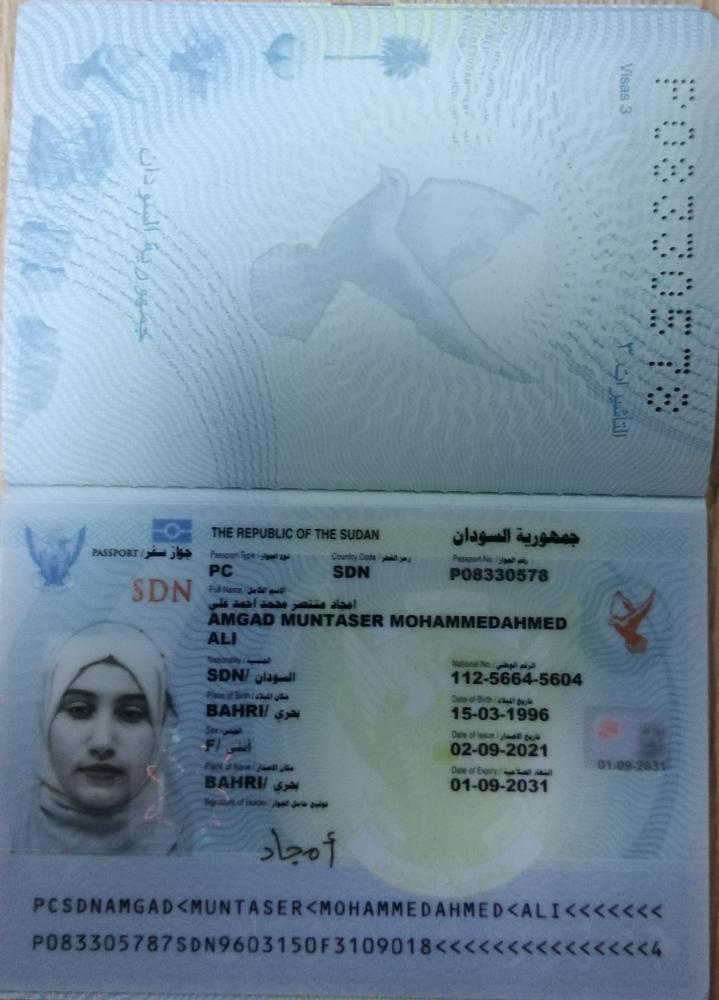 P08330578
Visas 3
التأشيرات ٣
جمهورية السودان
THE REPUBLIC OF THE SUDAN جمهورية السودان
PASSPORT / جواز سفر
Passport Type / نوع الجواز Country Code / رمز القطر Passport No. / رقم الجواز
PC SDN P08330578
SDN
Full Name / الاسم الكامل
امجاد منتصر محمد احمد علي
AMGAD MUNTASER MOHAMMEDAHMED
ALI
Nationality / الجنسية National No. / الرقم الوطني
SDN/ السودان 112-5664-5604
Place of Birth / مكان الميلاد Date of Birth / تاريخ الميلاد
BAHRI/ بحري 15-03-1996
Sex / الجنس Date of Issue / تاريخ الاصدار
F/ أنثى 02-09-2021
Place of Issue / مكان الاصدار Date of Expiry / انتهاء الصلاحية
BAHRI/ بحري 01-09-2031
01-09-2031
Signature of Holder / توقيع حامل الجواز
أمجاد
PCSDNAMGAD<MUNTASER<MOHAMMEDAHMED<ALI<<<<<<<
P083305787SDN9603150F3109018<<<<<<<<<<<<<<<4